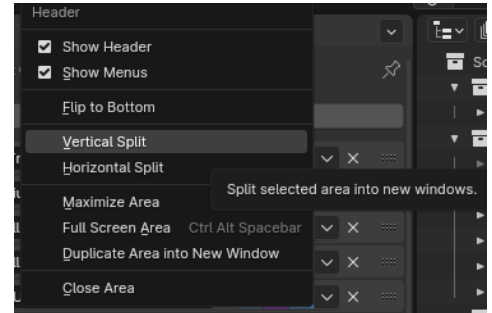 Header
Show Header
Show Menus
Flip to Bottom
Vertical Split
Horizontal Split
Split selected area into new windows.
Maximize Area
Full Screen Area Ctrl Alt Spacebar
Duplicate Area into New Window
Close Area